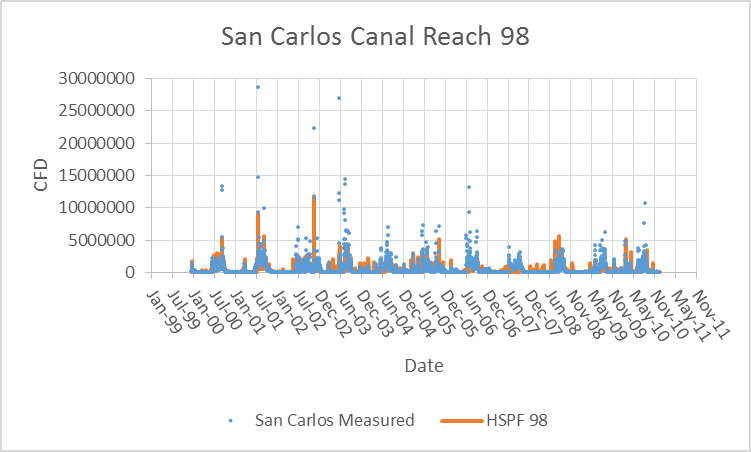 San Carlos Canal Reach 98
30000000
25000000
20000000
15000000
10000000
5000000
0
CFD
Jan-99
Jul-99
Jan-00
Jul-00
Jan-01
Jul-01
Jan-02
Jul-02
Dec-02
Jun-03
Dec-03
Jun-04
Dec-04
Jun-05
Dec-05
Jun-06
Dec-06
Jun-07
Dec-07
Jun-08
Nov-08
May-09
Nov-09
May-10
Nov-10
May-11
Nov-11
Date
San Carlos Measured
HSPF 98